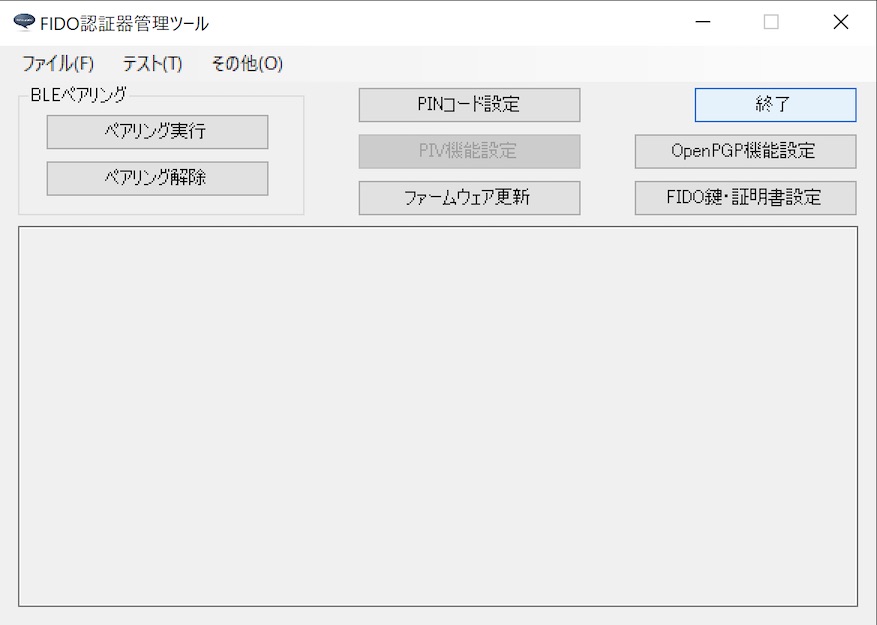 FIDO認証器管理ツール
ファイル(F) テスト(T) その他(O)
BLEペアリング
ペアリング実行
ペアリング解除
PINコード設定
PIV機能設定
ファームウェア更新
終了
OpenPGP機能設定
FIDO鍵・証明書設定